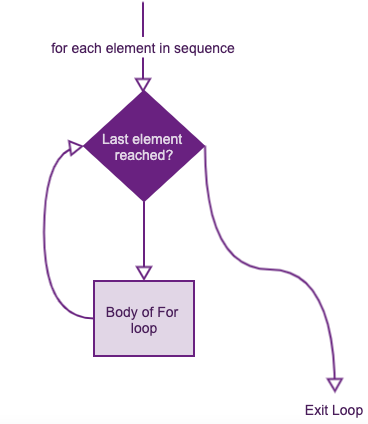 for each element in sequence
Last element
reached?
Body of For
loop
Exit Loop